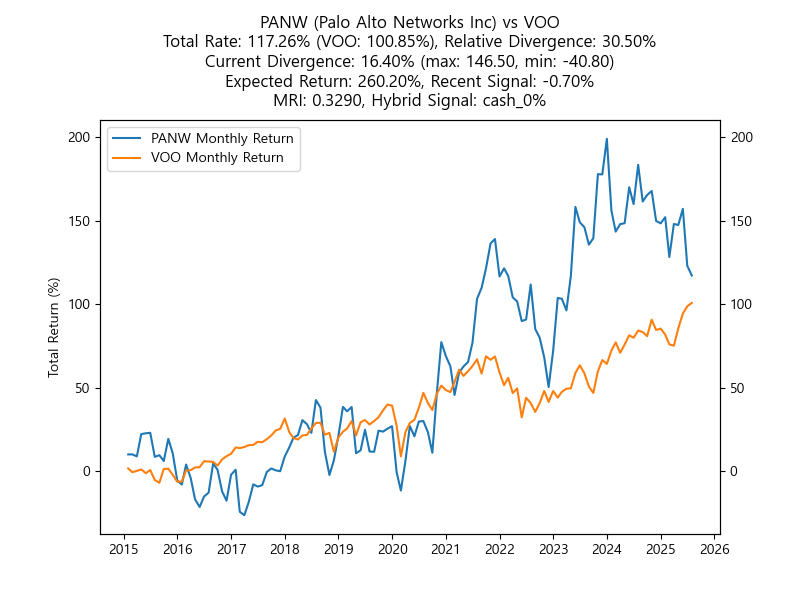 PANW (Palo Alto Networks Inc) vs VOO
Total Rate: 117.26% (VOO: 100.85%), Relative Divergence: 30.50%
Current Divergence: 16.40% (max: 146.50, min: -40.80)
Expected Return: 260.20%, Recent Signal: -0.70%
MRI: 0.3290, Hybrid Signal: cash_0%
PANW Monthly Return
VOO Monthly Return
Total Return (%)
200
150
100
50
0
200
150
100
50
0
2015 2016 2017 2018 2019 2020 2021 2022 2023 2024 2025 2026